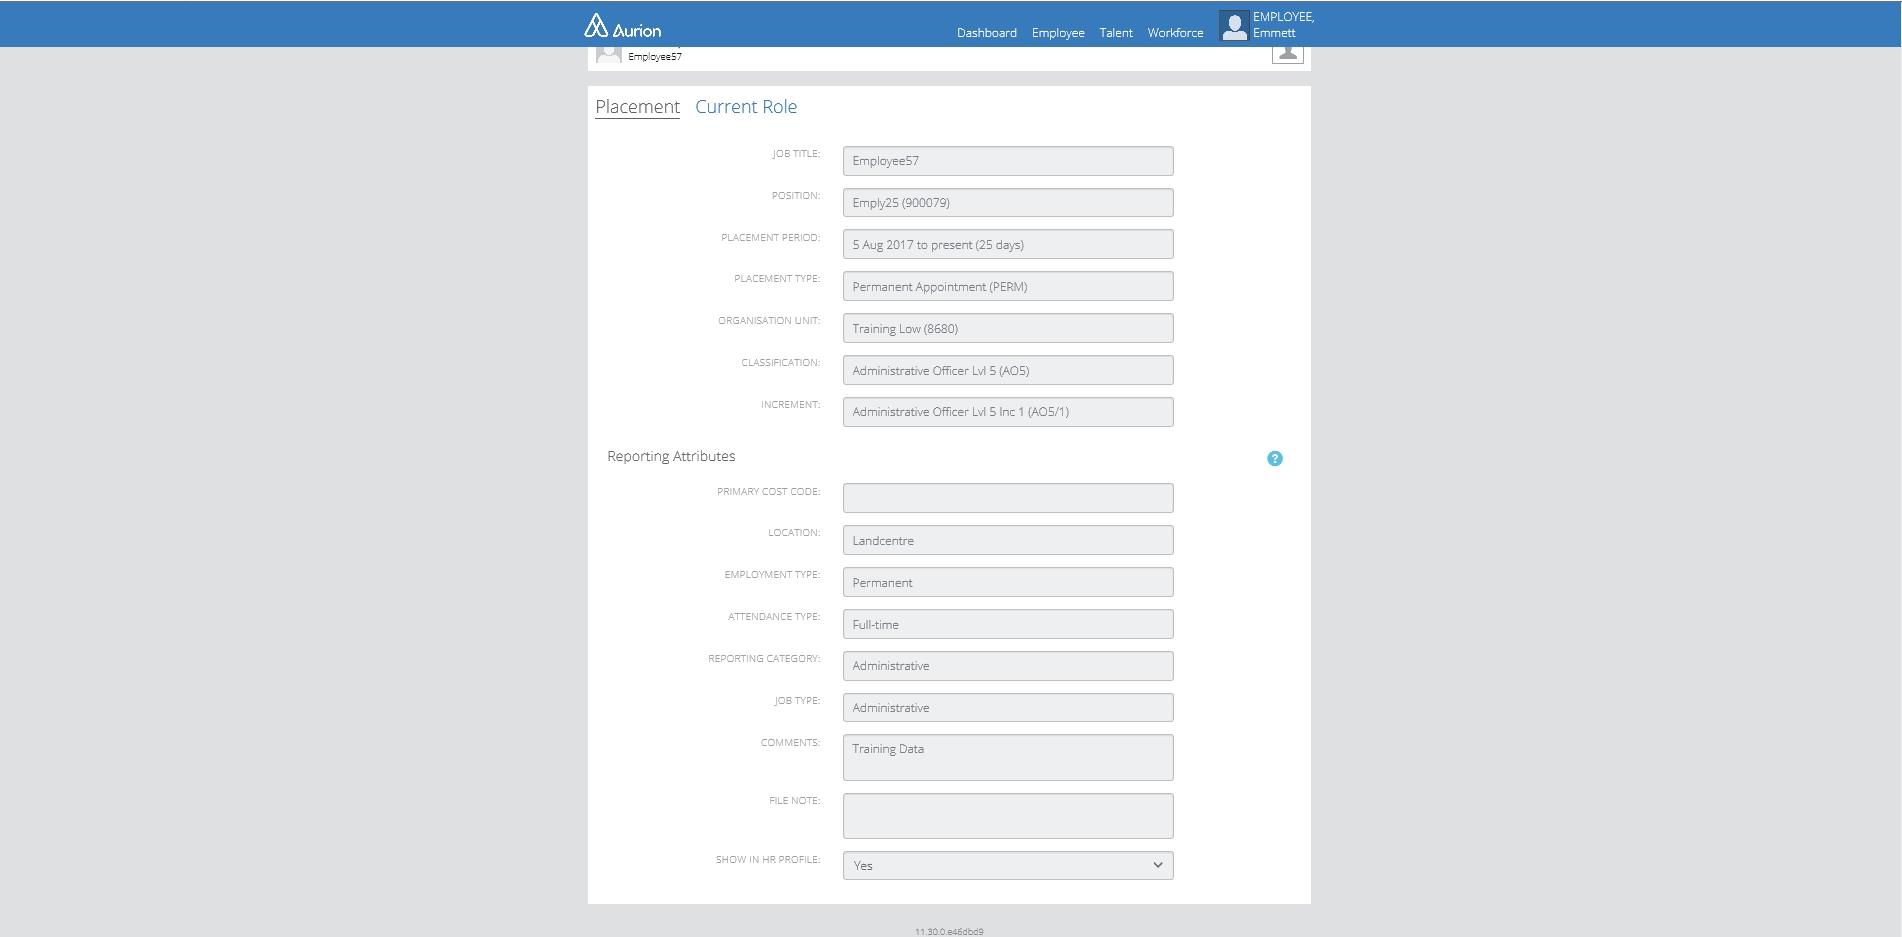 Aurion
Dashboard Employee Talent Workforce EMPLOYEE,
Emmett
Employee57
Placement Current Role
JOB TITLE: Employee57
POSITION: Emply25 (900079)
PLACEMENT PERIOD: 5 Aug 2017 to present (25 days)
PLACEMENT TYPE: Permanent Appointment (PERM)
ORGANISATION UNIT: Training Low (8680)
CLASSIFICATION: Administrative Officer Lvl 5 (AO5)
INCREMENT: Administrative Officer Lvl 5 Inc 1 (AO5/1)
Reporting Attributes ?
PRIMARY COST CODE:
LOCATION: Landcentre
EMPLOYMENT TYPE: Permanent
ATTENDANCE TYPE: Full-time
REPORTING CATEGORY: Administrative
JOB TYPE: Administrative
COMMENTS: Training Data
FILE NOTE:
SHOW IN HR PROFILE: Yes
11.30.0.e46dbd9